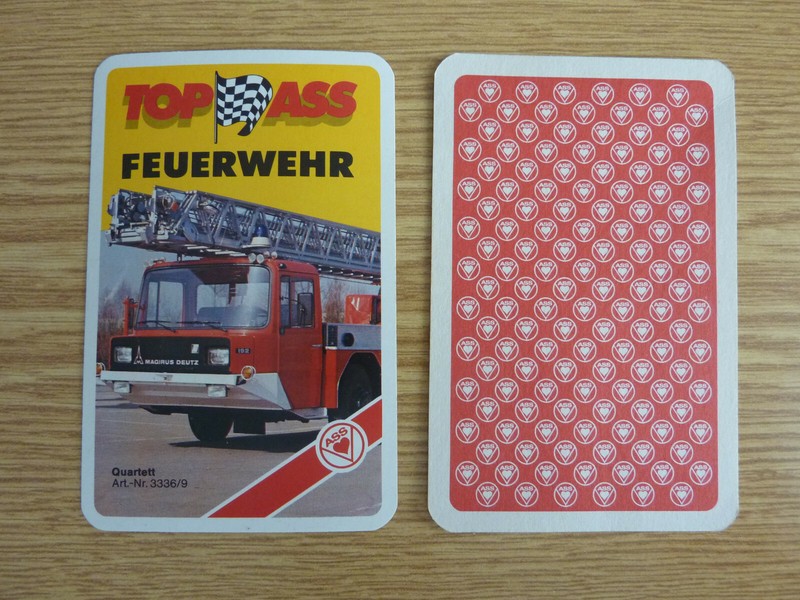 TOP ASS
FEUERWEHR
MAGIRUS DEUTZ
ASS
Quartett
Art.-Nr. 3336/9